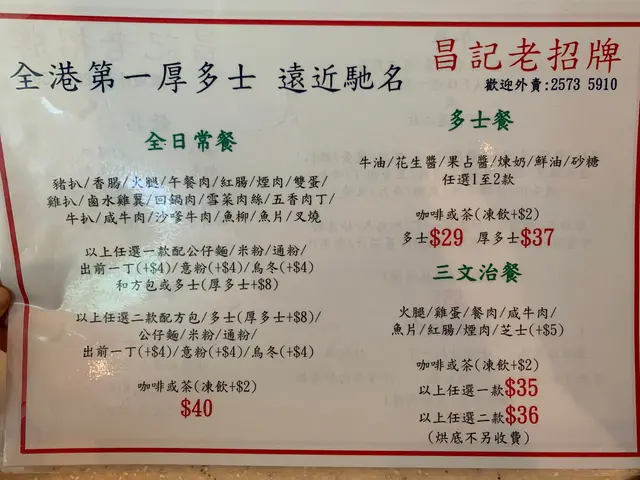 昌記老招牌
全港第一厚多士 遠近馳名
歡迎外賣:2573 5910
全日常餐
豬扒/香腸/火腿/午餐肉/紅腸/煙肉/雙蛋/
雞扒/鹵水雞翼/回鍋肉/雪菜肉絲/五香肉丁/
牛扒/咸牛肉/沙嗲牛肉/魚柳/魚片/叉燒
以上任選一款配公仔麵/米粉/通粉/
出前一丁(+$4)/意粉(+$4)/烏冬(+$4)
和方包或多士(厚多士+$8)
以上任選二款配方包/多士(厚多士+$8)/
公仔麵/米粉/通粉/
出前一丁(+$4)/意粉(+$4)/烏冬(+$4)
咖啡或茶(凍飲+$2)
$40
多士餐
牛油/花生醬/果占醬/煉奶/鮮油/砂糖
任選1至2款
咖啡或茶(凍飲+$2)
多士$29 厚多士$37
三文治餐
火腿/雞蛋/餐肉/咸牛肉/
魚片/紅腸/煙肉/芝士(+$5)
咖啡或茶(凍飲+$2)
以上任選一款$35
以上任選二款$36
(烘底不另收費)